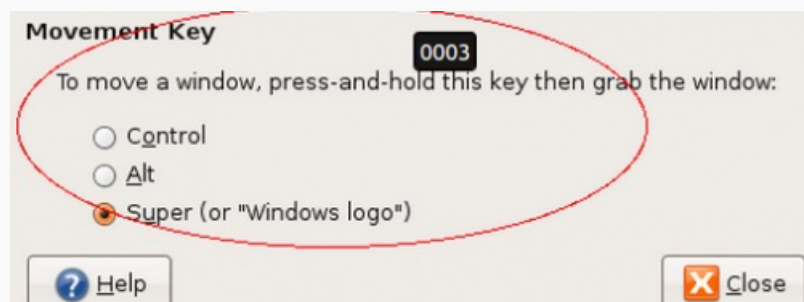 Movement Key
0003
To move a window, press-and-hold this key then grab the window:
Control
Alt
Super (or "Windows logo")
Help
Close